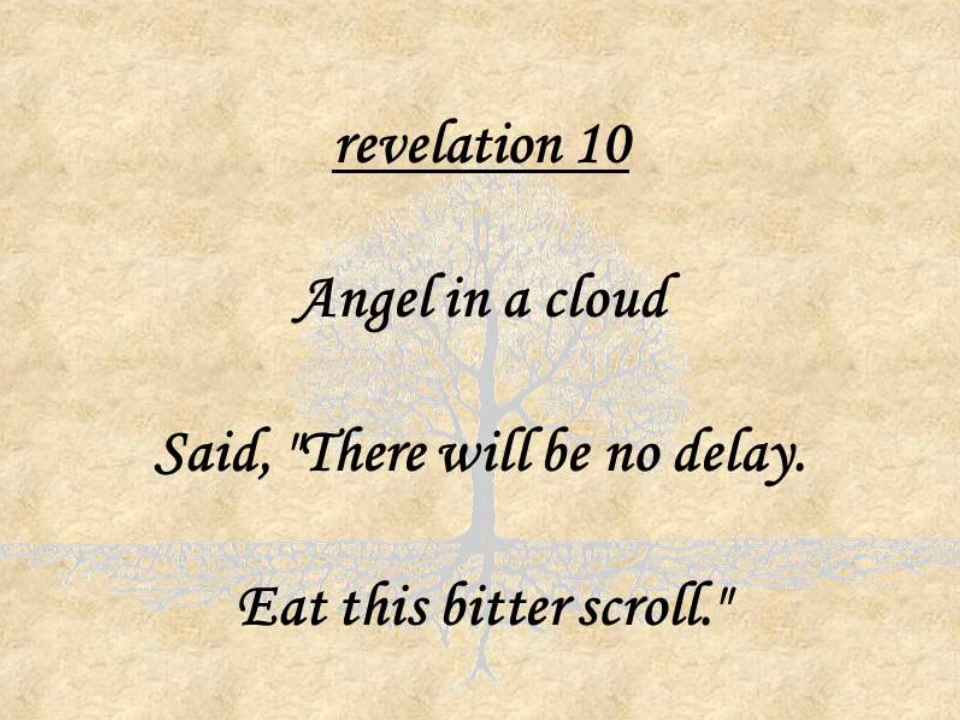 revelation 10
Angel in a cloud
Said, "There will be no delay.
Eat this bitter scroll."